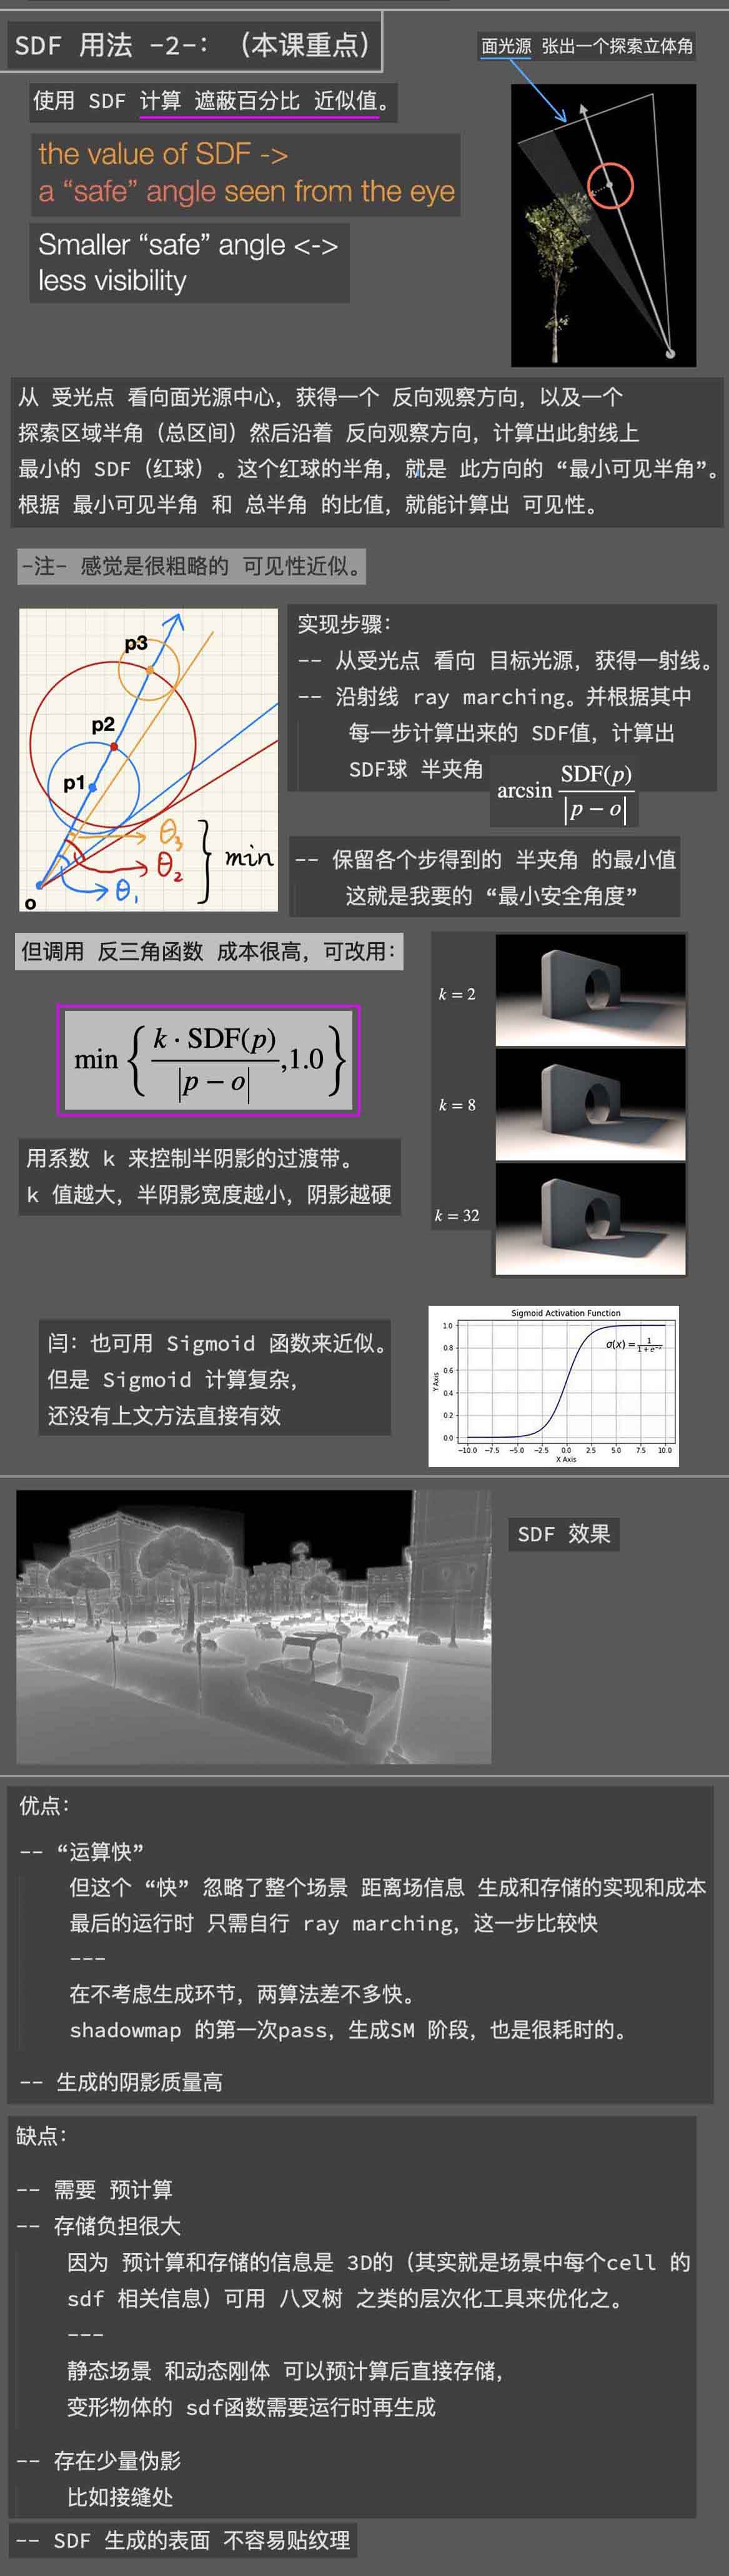 SDF 用法 -2-: (本课重点)
面光源 张出一个探索立体角
使用 SDF 计算 遮蔽百分比 近似值。
the value of SDF ->
a “safe” angle seen from the eye
Smaller “safe” angle <->
less visibility
从 受光点 看向面光源中心, 获得一个 反向观察方向, 以及一个
探索区域半角 (总区间) 然后沿着 反向观察方向, 计算出此射线上
最小的 SDF (红球) 。这个红球的半角, 就是 此方向的 “最小可见半角”。
根据 最小可见半角 和 总半角 的比值, 就能计算出 可见性。
-注- 感觉是很粗略的 可见性近似。
p3
p2
p1
θ3
θ2
θ1
min
o
实现步骤:
-- 从受光点 看向 目标光源, 获得一射线。
-- 沿射线 ray marching。并根据其中
每一步计算出来的 SDF值, 计算出
SDF球 半夹角
arcsin SDF(p) / |p − o|
-- 保留各个步得到的 半夹角 的最小值
这就是我要的 “最小安全角度”
但调用 反三角函数 成本很高, 可改用:
min { k · SDF(p) / |p − o| ,1.0 }
k = 2
k = 8
k = 32
用系数 k 来控制半阴影的过渡带。
k 值越大, 半阴影宽度越小, 阴影越硬
闫: 也可用 Sigmoid 函数来近似。
但是 Sigmoid 计算复杂,
还没有上文方法直接有效
Sigmoid Activation Function
σ(x) = 1 / 1 + e^-x
Y Axis
1.0
0.8
0.6
0.4
0.2
0.0
−10.0 −7.5 −5.0 −2.5 0.0 2.5 5.0 7.5 10.0
X Axis
SDF 效果
优点:
-- “运算快”
但这个 “快” 忽略了整个场景 距离场信息 生成和存储的实现和成本
最后的运行时 只需自行 ray marching, 这一步比较快
---
在不考虑生成环节, 两算法差不多快。
shadowmap 的第一次pass, 生成SM 阶段, 也是很耗时的。
-- 生成的阴影质量高
缺点:
-- 需要 预计算
-- 存储负担很大
因为 预计算和存储的信息是 3D的 (其实就是场景中每个cell 的
sdf 相关信息) 可用 八叉树 之类的层次化工具来优化之。
---
静态场景 和动态刚体 可以预计算后直接存储,
变形物体的 sdf函数需要运行时再生成
-- 存在少量伪影
比如接缝处
-- SDF 生成的表面 不容易贴纹理